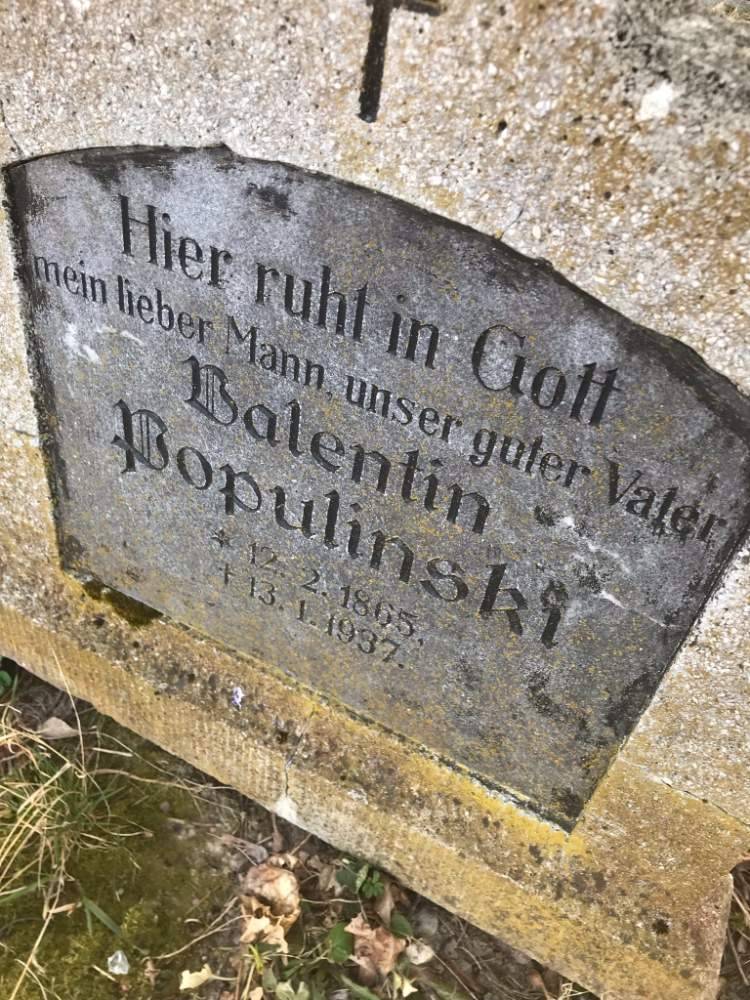 Hier ruht in Gott
mein lieber Mann, unser guter Vater
Valentin
Populinski
* 12. 2. 1865,
† 13. 1. 1937.